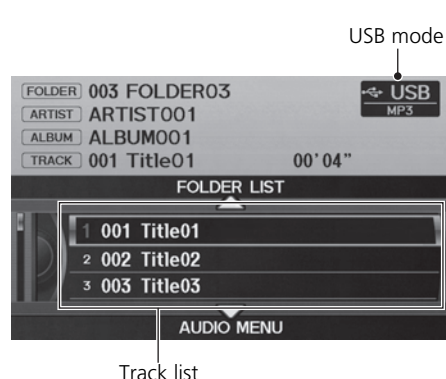 USB mode
FOLDER 003 FOLDER03
USB
ARTIST ARTIST001
MP3
ALBUM ALBUM001
TRACK 001 Title01 00'04"
FOLDER LIST
1 001 Title01
2 002 Title02
3 003 Title03
AUDIO MENU
Track list